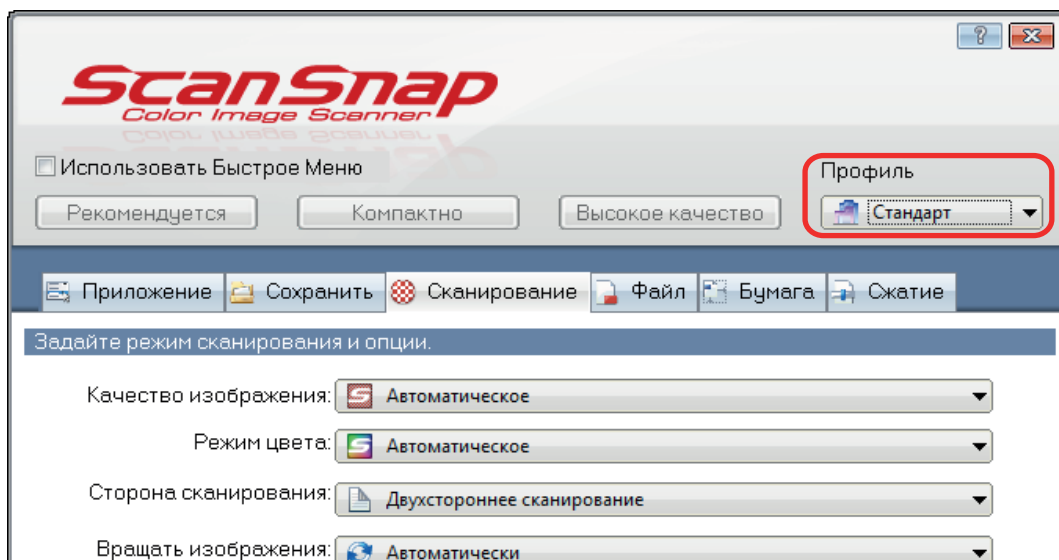 ScanSnap
Color Image Scanner
Использовать Быстрое Меню
Профиль
Рекомендуется Компактно Высокое качество Стандарт
Приложение Сохранить Сканирование Файл Бумага Сжатие
Задайте режим сканирования и опции.
Качество изображения: Автоматическое
Режим цвета: Автоматическое
Сторона сканирования: Двухстороннее сканирование
Вращать изображения: Автоматически